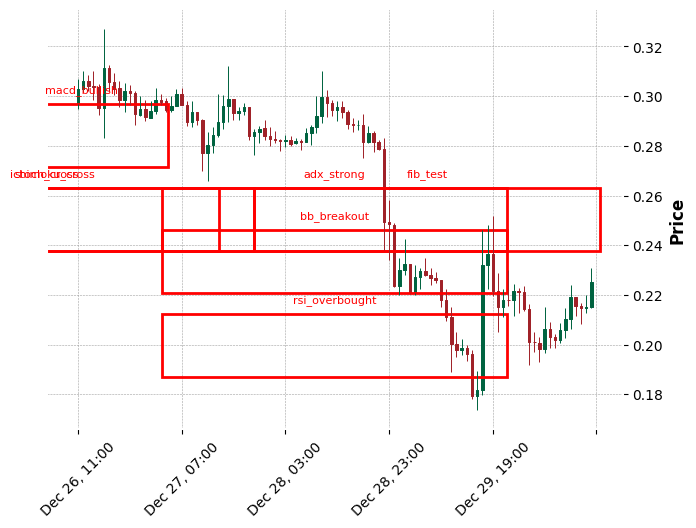 0.32
macd_bullish
0.30
0.28
adx_strong
fib_test
0.26
bb_breakout
0.24
Price
0.22
rsi_overbought
0.20
0.18
Dec 26, 11:00
Dec 27, 07:00
Dec 28, 03:00
Dec 28, 23:00
Dec 29, 19:00